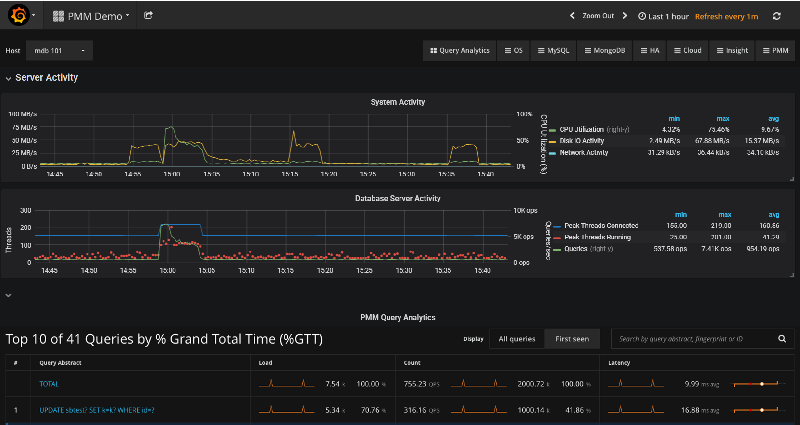 PMM Demo Zoom Out Last 1 hour Refresh every 1m
Host mdb 101 Query Analytics OS MySQL MongoDB HA Cloud Insight PMM
Server Activity
System Activity
100 MB/s
75 MB/s
50 MB/s
25 MB/s
0 B/s
100%
50%
0%
CPU Utilization (%)
14:45 14:50 14:55 15:00 15:05 15:10 15:15 15:20 15:25 15:30 15:35 15:40
min max avg
CPU Utilization (right-y) 4.32% 75.46% 9.67%
Disk IO Activity 2.49 MB/s 67.88 MB/s 15.37 MB/s
Network Activity 31.29 kB/s 36.44 kB/s 34.10 kB/s
Database Server Activity
Threads
300
200
100
0
10K ops
5K ops
0 ops
Queries/sec
14:45 14:50 14:55 15:00 15:05 15:10 15:15 15:20 15:25 15:30 15:35 15:40
min max avg
Peak Threads Connected 155.00 219.00 160.86
Peak Threads Running 25.00 201.00 41.29
Queries (right-y) 537.58 ops 7.41K ops 954.19 ops
PMM Query Analytics
Top 10 of 41 Queries by % Grand Total Time (%GTT) Display All queries First seen Search by query abstract, fingerprint or ID
# Query Abstract Load Count Latency
TOTAL 7.54 k 100.00 % 755.23 QPS 2000.72 k 100.00 % 9.99 ms avg
1 UPDATE sbtest? SET k=k? WHERE id=? 5.34 k 70.76 % 316.16 QPS 1000.14 k 41.86 % 16.88 ms avg